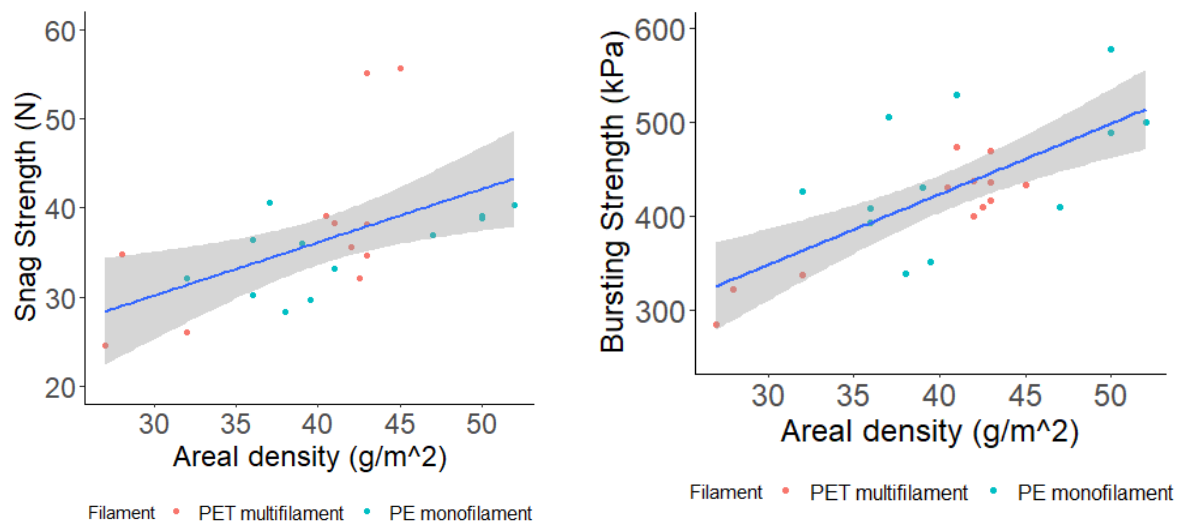 60
50
40
30
20
Snag Strength (N)
30 35 40 45 50
Areal density (g/m^2)
Filament PET multifilament PE monofilament
600
500
400
300
Bursting Strength (kPa)
30 35 40 45 50
Areal density (g/m^2)
Filament PET multifilament PE monofilament